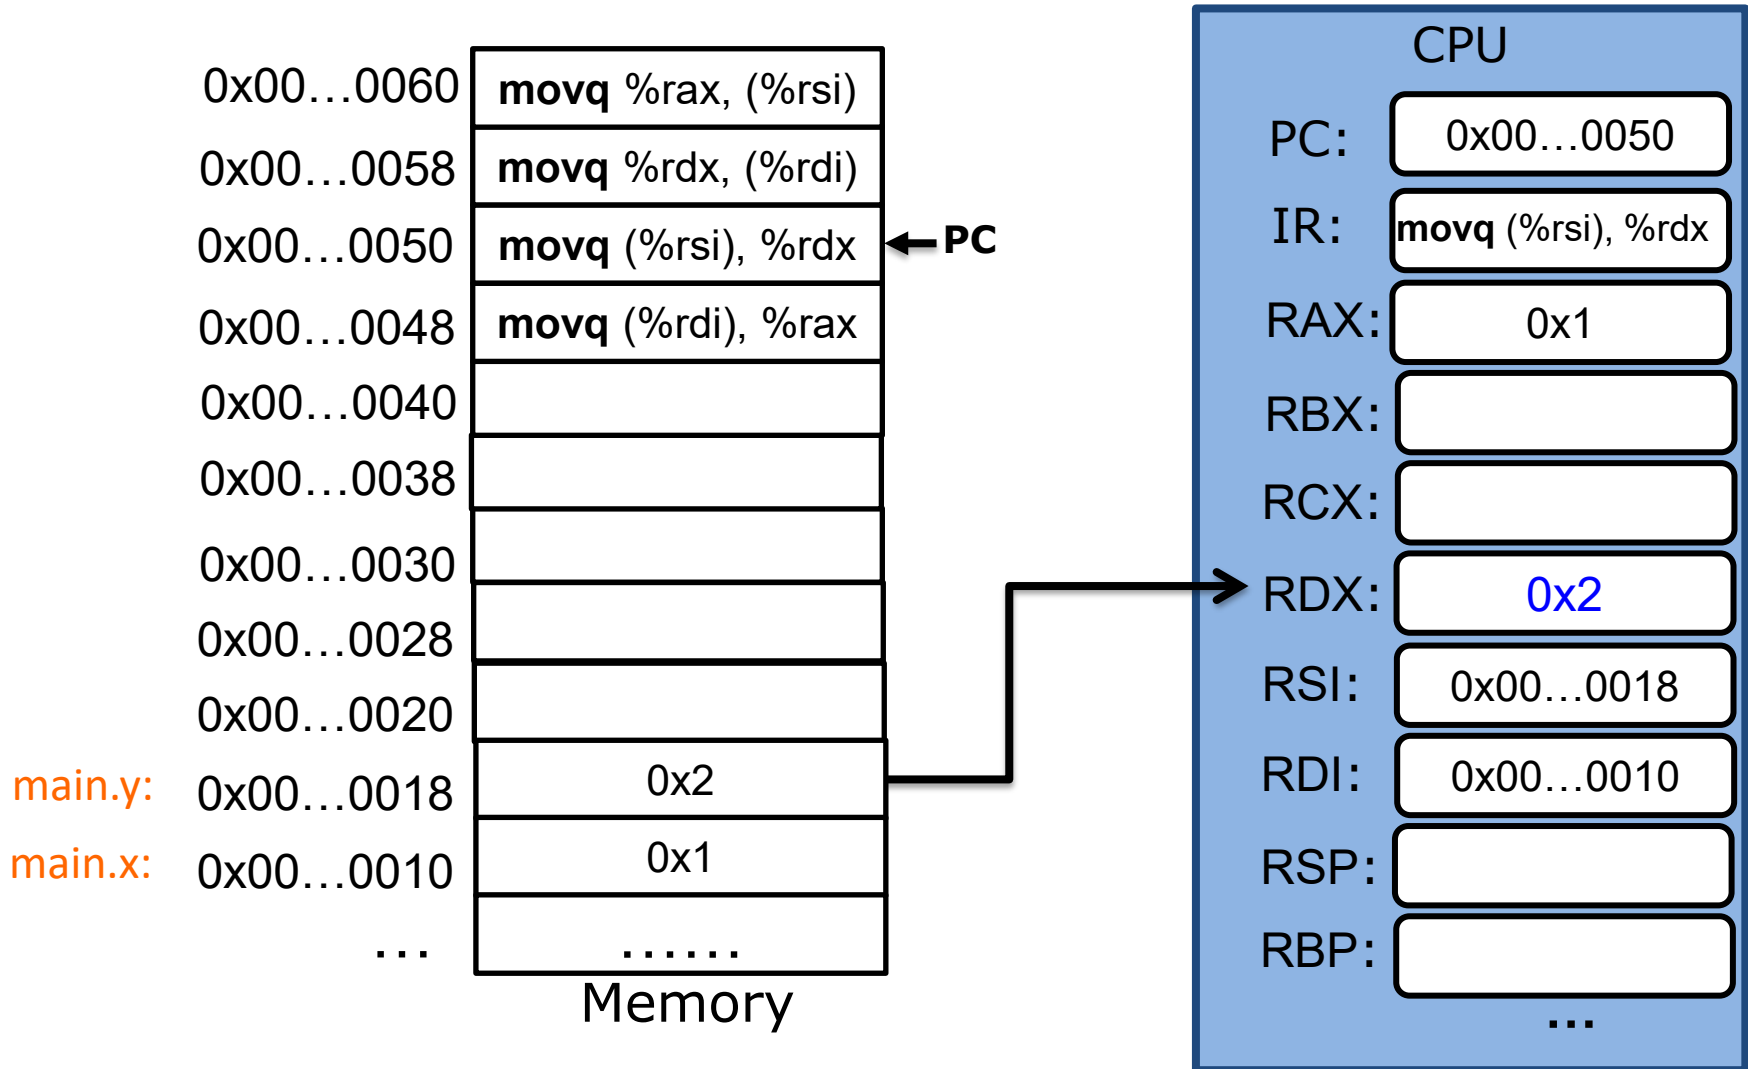 0x00…0060 movq %rax, (%rsi)
0x00…0058 movq %rdx, (%rdi)
0x00…0050 movq (%rsi), %rdx PC
0x00…0048 movq (%rdi), %rax
0x00…0040
0x00…0038
0x00…0030
0x00…0028
0x00…0020
main.y: 0x00…0018 0x2
main.x: 0x00…0010 0x1
… ……
Memory
CPU
PC: 0x00…0050
IR: movq (%rsi), %rdx
RAX: 0x1
RBX:
RCX:
RDX: 0x2
RSI: 0x00…0018
RDI: 0x00…0010
RSP:
RBP:
…